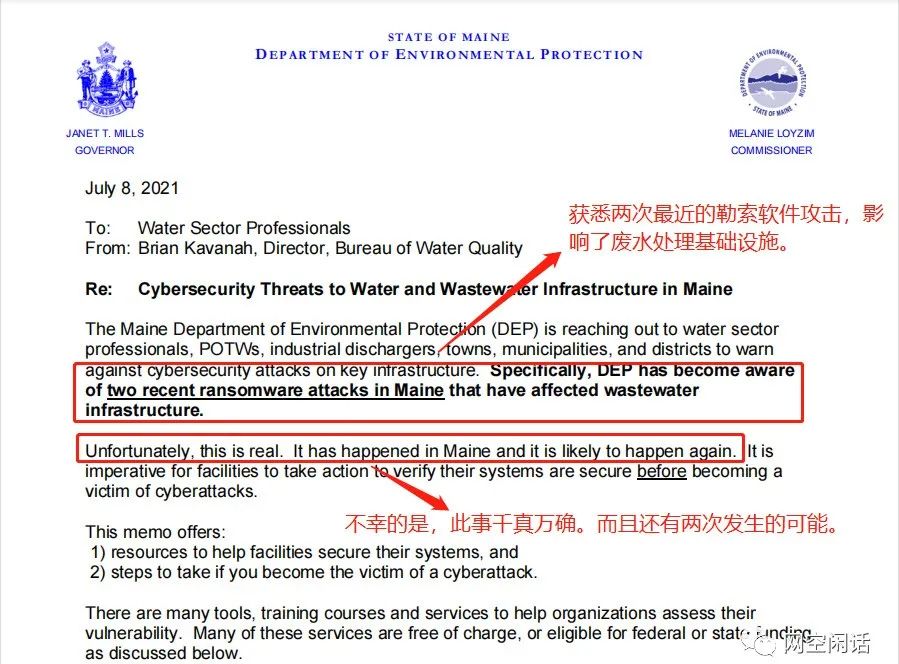 STATE OF MAINE
DEPARTMENT OF ENVIRONMENTAL PROTECTION
MAINE
JANET T. MILLS
GOVERNOR
DEPARTMENT OF ENVIRONMENTAL PROTECTION
STATE OF MAINE
MELANIE LOYZIM
COMMISSIONER
July 8, 2021
获悉两次最近的勒索软件攻击，影
响了废水处理基础设施。
To: Water Sector Professionals
From: Brian Kavanah, Director, Bureau of Water Quality
Re: Cybersecurity Threats to Water and Wastewater Infrastructure in Maine
The Maine Department of Environmental Protection (DEP) is reaching out to water sector
professionals, POTWs, industrial dischargers, towns, municipalities, and districts to warn
against cybersecurity attacks on key infrastructure. Specifically, DEP has become aware
of two recent ransomware attacks in Maine that have affected wastewater
infrastructure.
Unfortunately, this is real. It has happened in Maine and it is likely to happen again. It is
imperative for facilities to take action to verify their systems are secure before becoming a
victim of cyberattacks.
不幸的是，此事千真万确。而且还有两次发生的可能。
This memo offers:
1) resources to help facilities secure their systems, and
2) steps to take if you become the victim of a cyberattack.
There are many tools, training courses and services to help organizations assess their
vulnerability. Many of these services are free of charge, or eligible for federal or state funding
as discussed below.
网空闲话